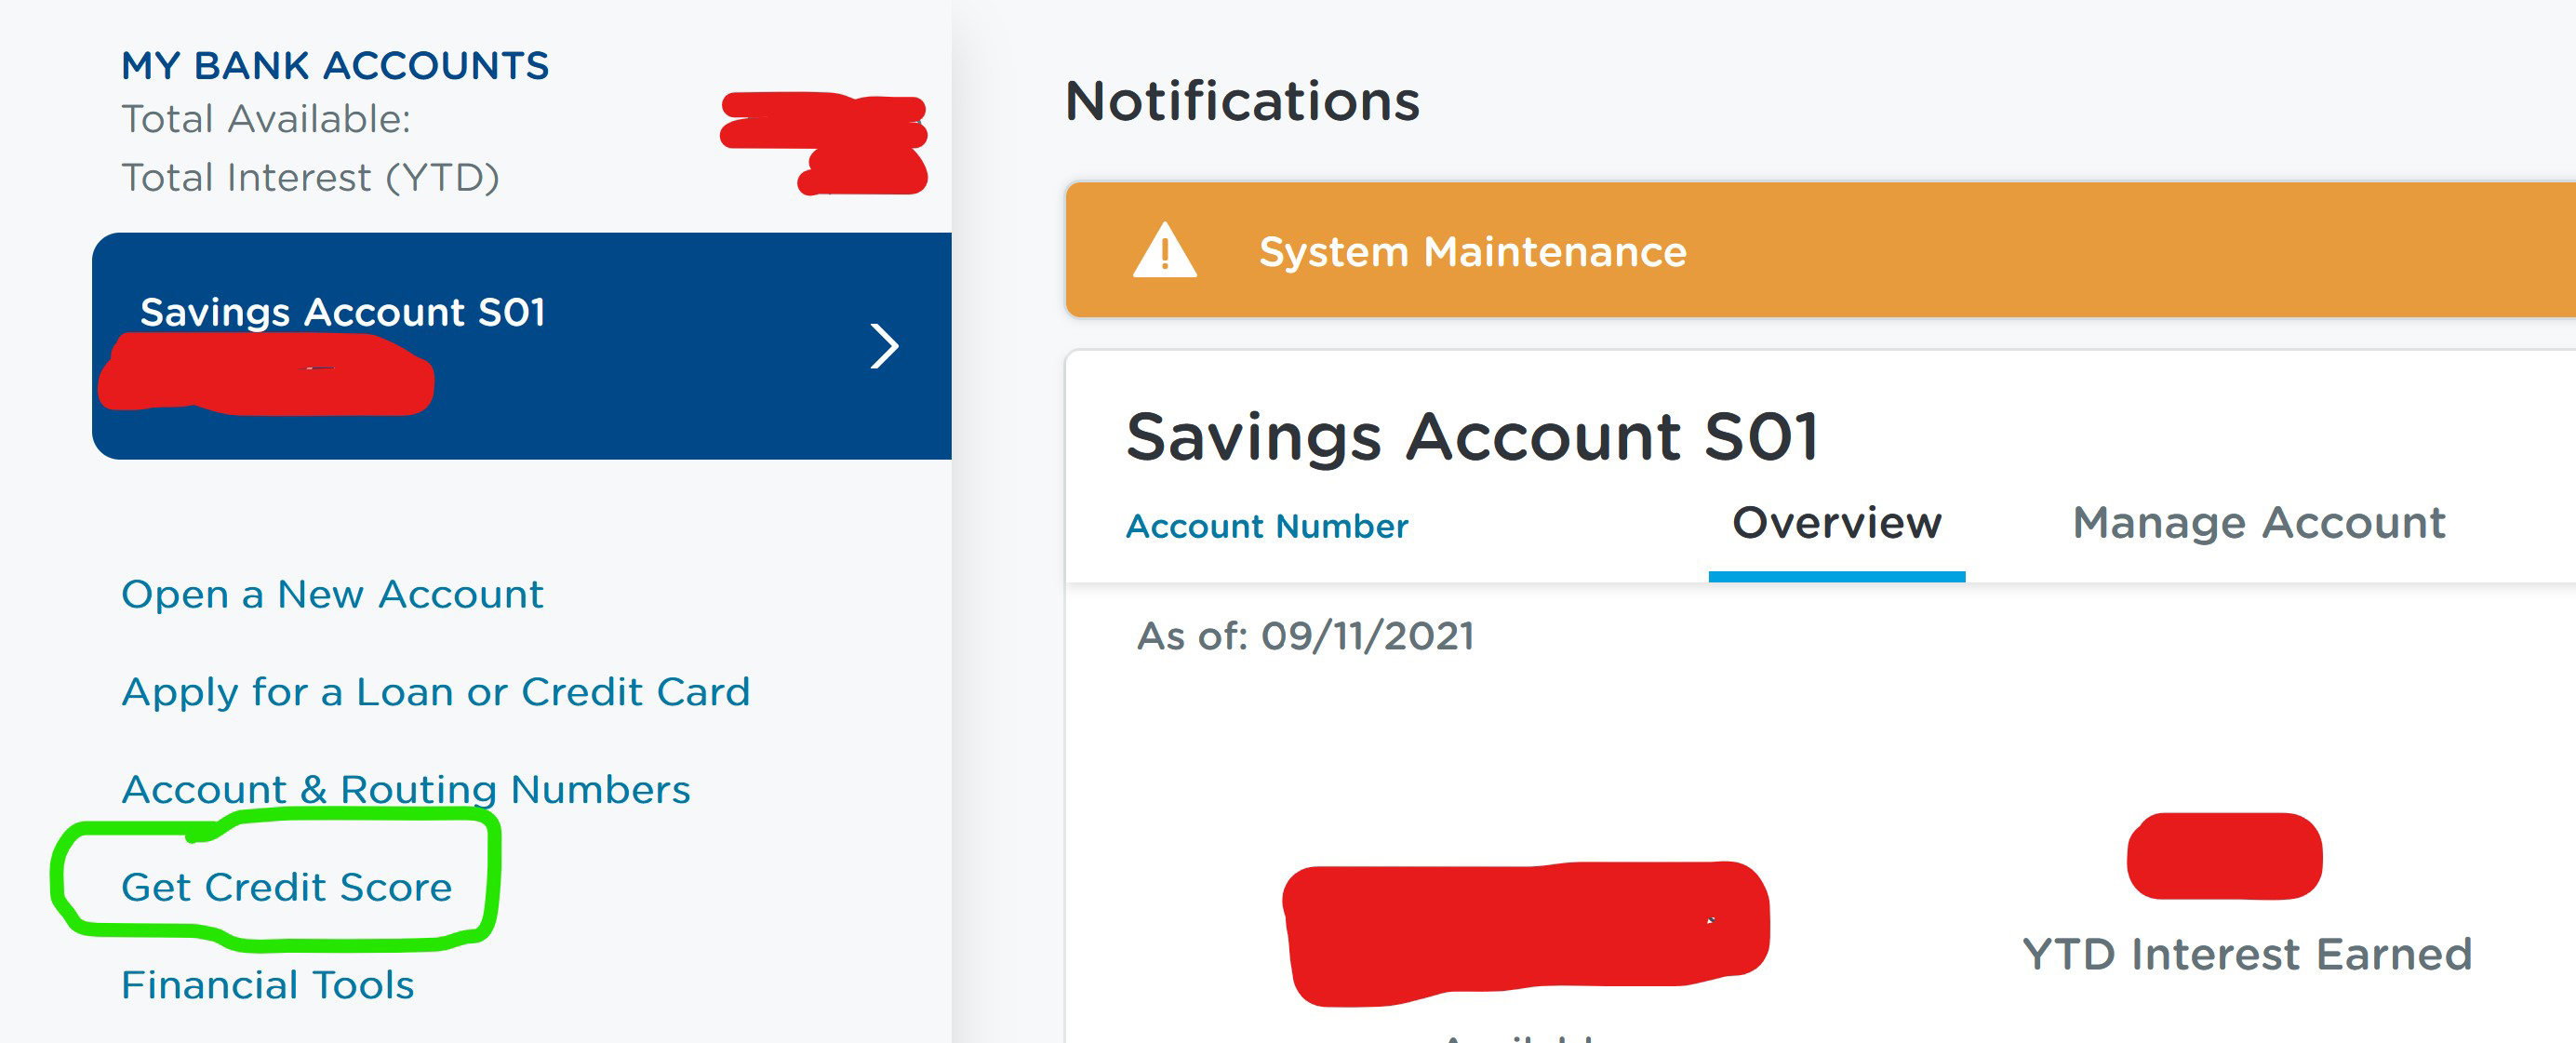 MY BANK ACCOUNTS
Total Available:
Total Interest (YTD)
Savings Account S01
Open a New Account
Apply for a Loan or Credit Card
Account & Routing Numbers
Get Credit Score
Financial Tools
Notifications
System Maintenance
Savings Account S01
Account Number
Overview
Manage Account
As of: 09/11/2021
YTD Interest Earned